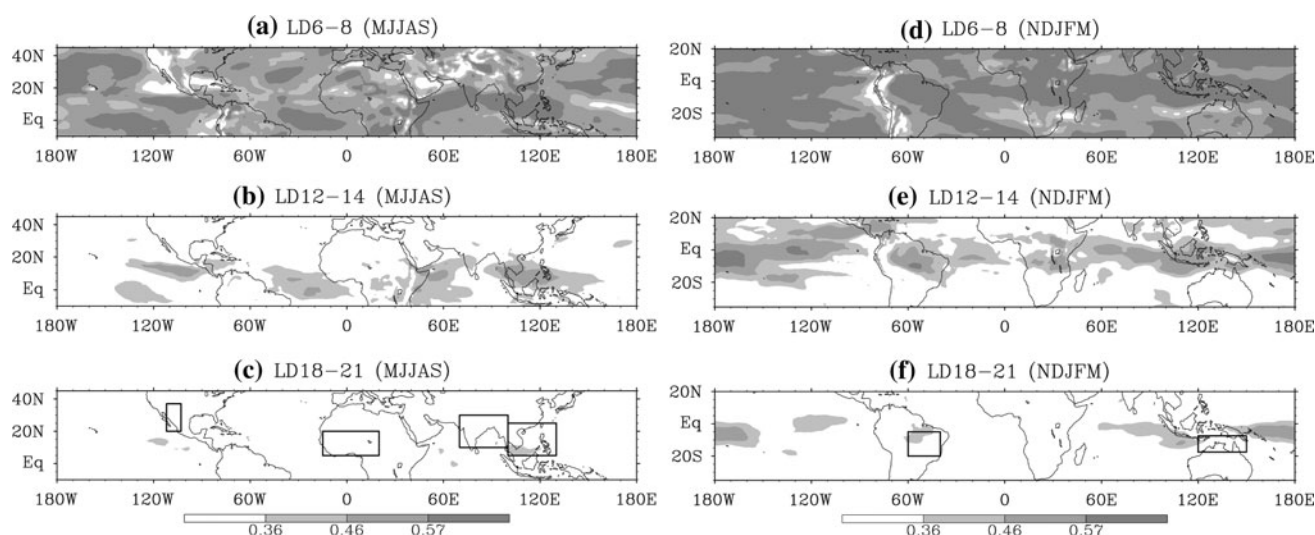 (a) LD6-8 (MJJAS)
40N
20N
Eq
180W 120W 60W 0 60E 120E 180E
(b) LD12-14 (MJJAS)
40N
20N
Eq
180W 120W 60W 0 60E 120E 180E
(c) LD18-21 (MJJAS)
40N
20N
Eq
180W 120W 60W 0 60E 120E 180E
0.36 0.46 0.57
(d) LD6-8 (NDJFM)
20N
Eq
20S
180W 120W 60W 0 60E 120E 180E
(e) LD12-14 (NDJFM)
20N
Eq
20S
180W 120W 60W 0 60E 120E 180E
(f) LD18-21 (NDJFM)
20N
Eq
20S
180W 120W 60W 0 60E 120E 180E
0.36 0.46 0.57